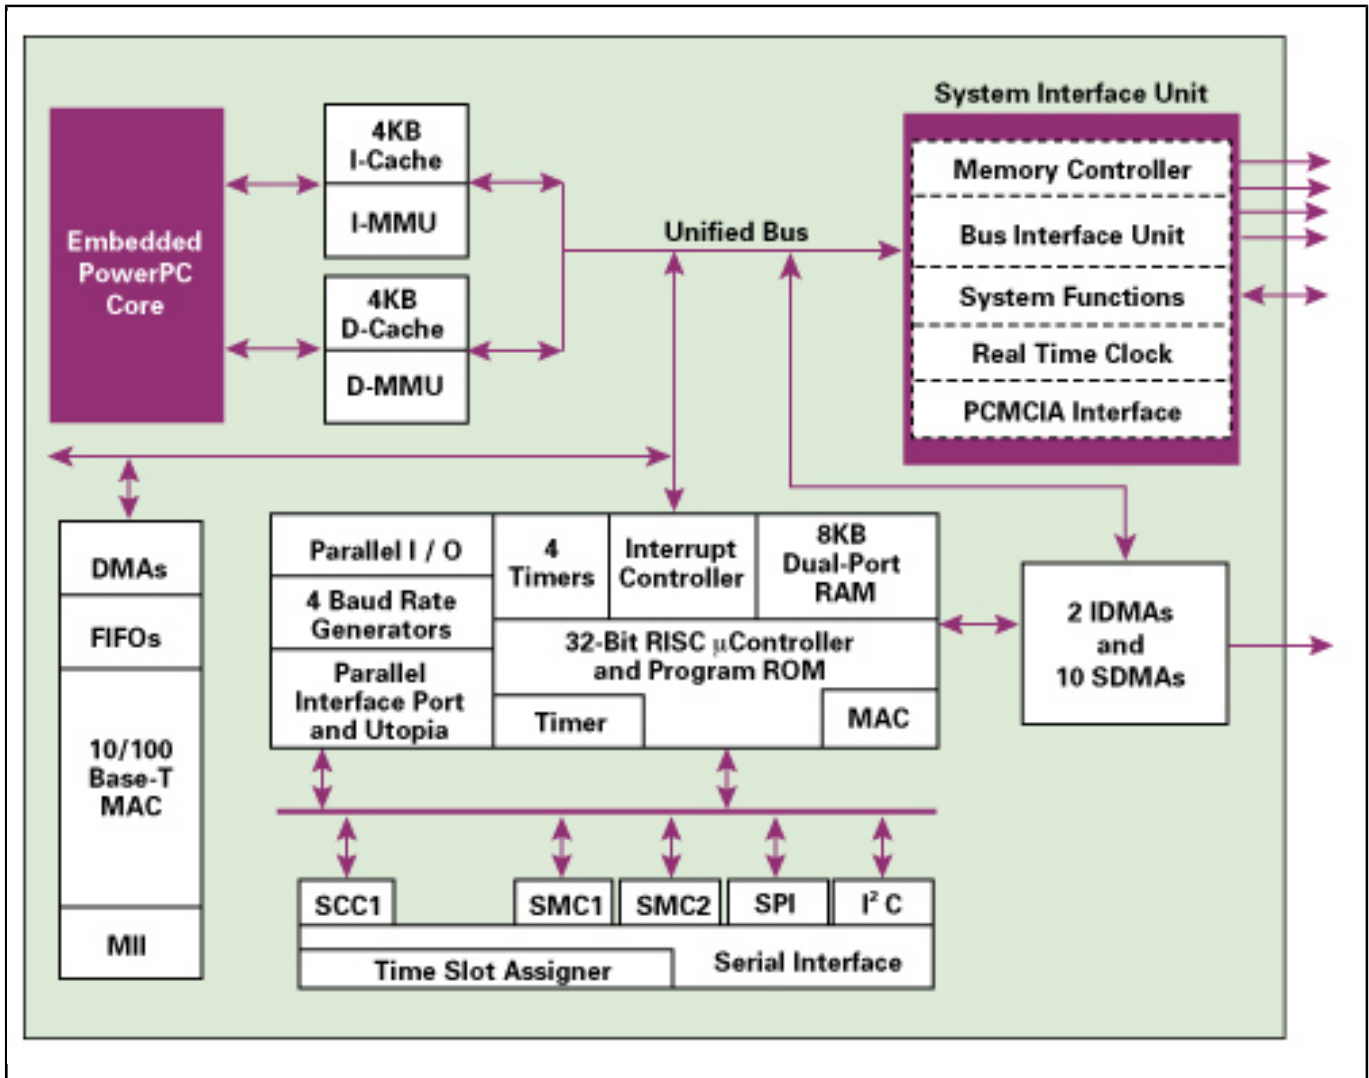 System Interface Unit
4KB
I-Cache
I-MMU
Embedded
PowerPC
Core
4KB
D-Cache
D-MMU
Unified Bus
Memory Controller
Bus Interface Unit
System Functions
Real Time Clock
PCMCIA Interface
DMAs
FIFOs
10/100
Base-T
MAC
MII
Parallel I / O
4 Baud Rate
Generators
Parallel
Interface Port
and Utopia
4
Timers
Interrupt
Controller
8KB
Dual-Port
RAM
32-Bit RISC µController
and Program ROM
Timer
MAC
2 IDMAs
and
10 SDMAs
SCC1
SMC1
SMC2
SPI
I² C
Time Slot Assigner
Serial Interface